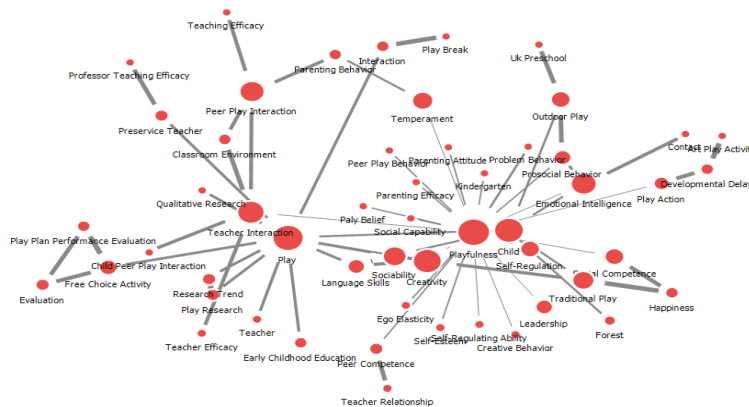 Teaching Efficacy
Interaction
Play Break
Uk Preschool
Parenting Behavior
Professor Teaching Efficacy
Peer Play Interaction
Temperament
Outdoor Play
Preservice Teacher
Classroom Environment
Contact
Art Play Activit
Peer Play Behavior
Parenting Attitude
Problem Behavior
Prosocial Behavior
Developmental Delay
Kindergarten
Parenting Efficacy
Emotional Intelligence
Play Action
Qualitative Research
Paly Belief
Social Capability
Teacher Interaction
Play Plan Performance Evaluation
Play
Playfulness
Child
Child Peer Play Interaction
Self-Regulation
Social Competence
Free Choice Activity
Language Skills
Sociability
Creativity
Evaluation
Research Trend
Traditional Play
Happiness
Play Research
Ego Elasticity
Leadership
Teacher
Self-Esteem
Self-Regulating Ability
Forest
Teacher Efficacy
Creative Behavior
Early Childhood Education
Peer Competence
Teacher Relationship